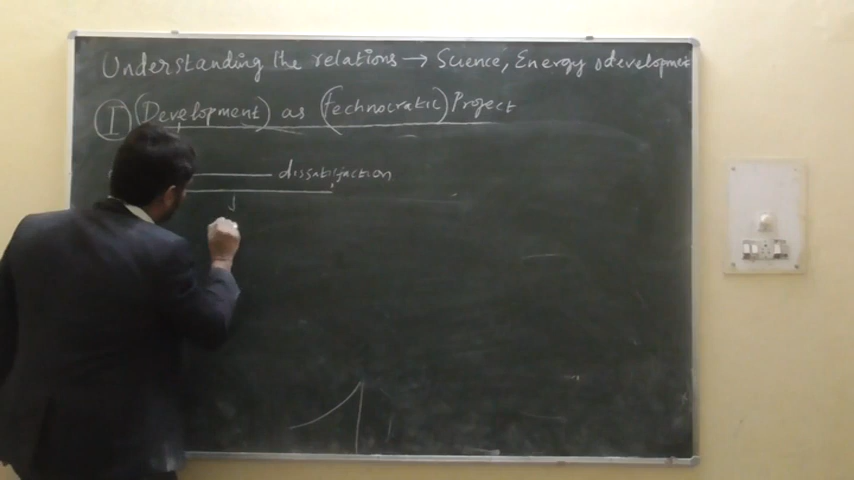 Understanding the relations → Science, Energy & development
I (Development) as (Technocratic) Project
dissatisfaction